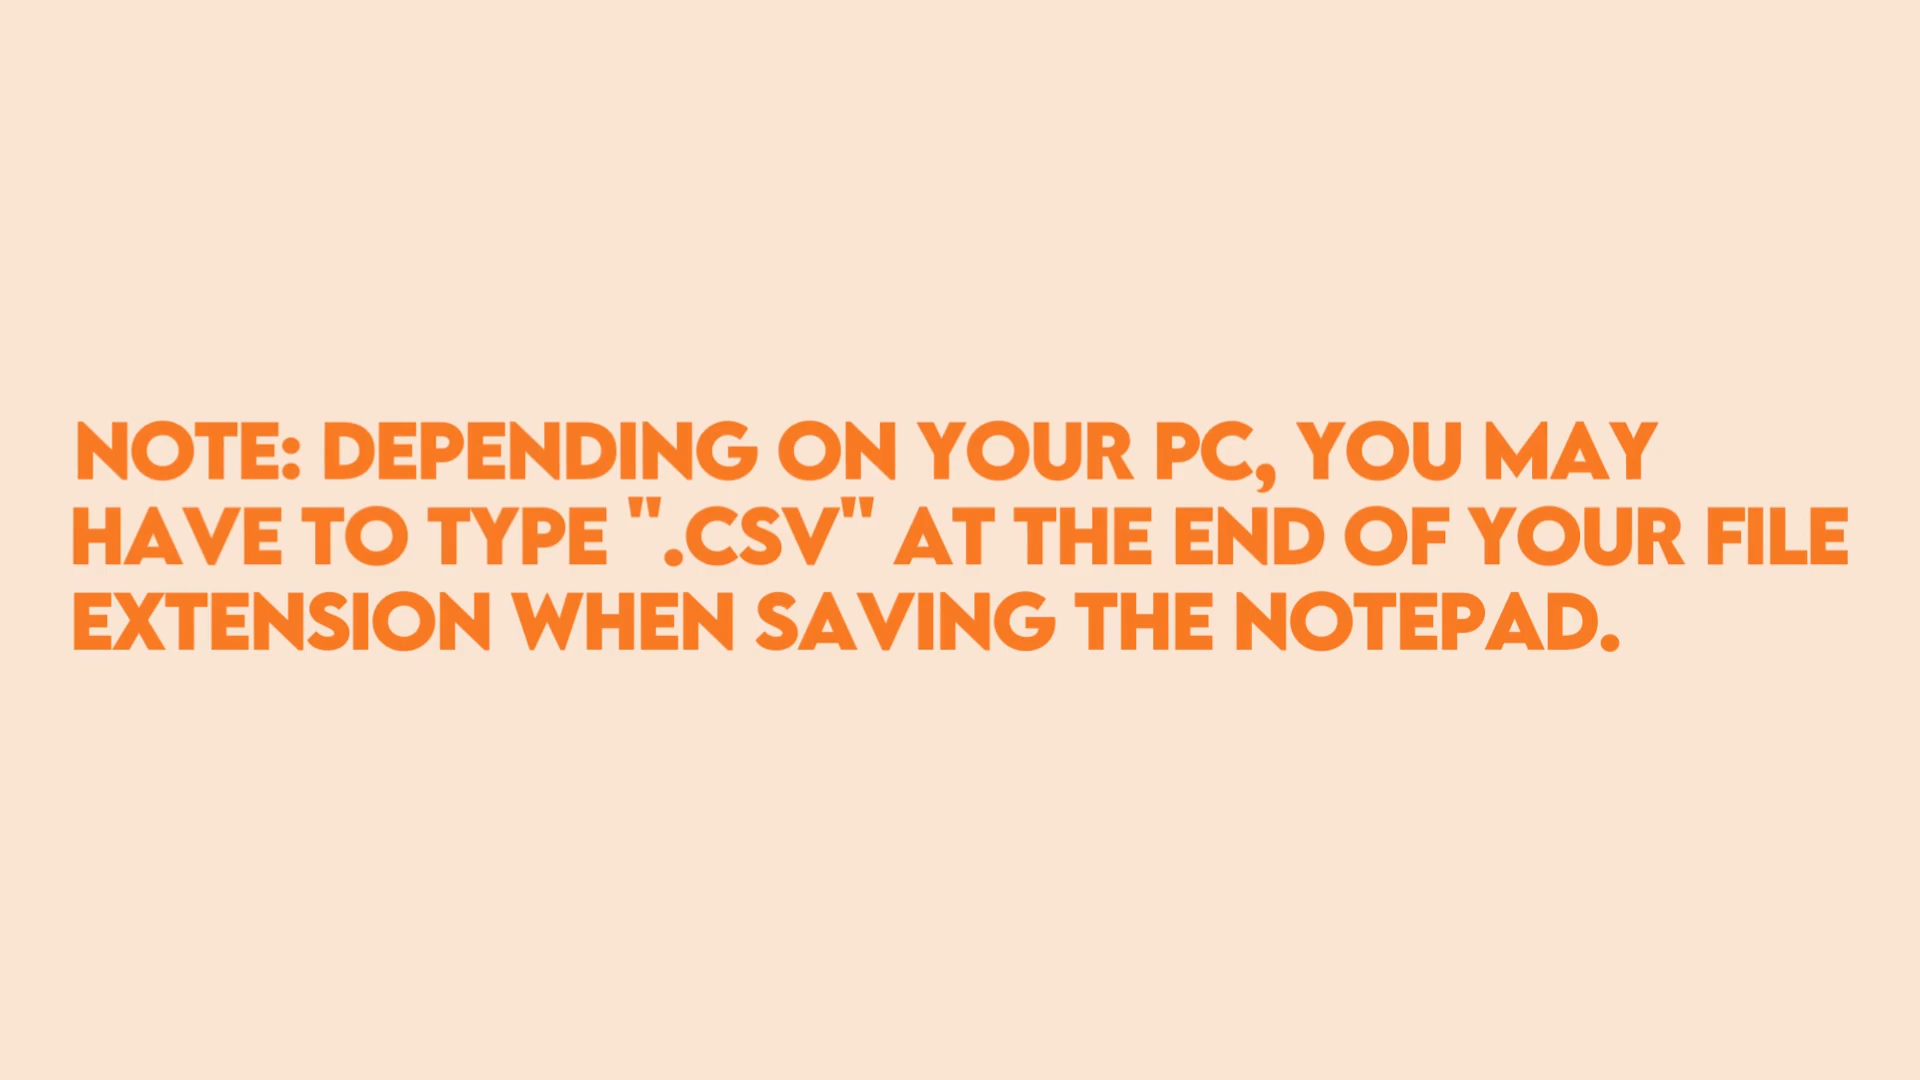 NOTE: DEPENDING ON YOUR PC, YOU MAY
HAVE TO TYPE ".CSV" AT THE END OF YOUR FILE
EXTENSION WHEN SAVING THE NOTEPAD.